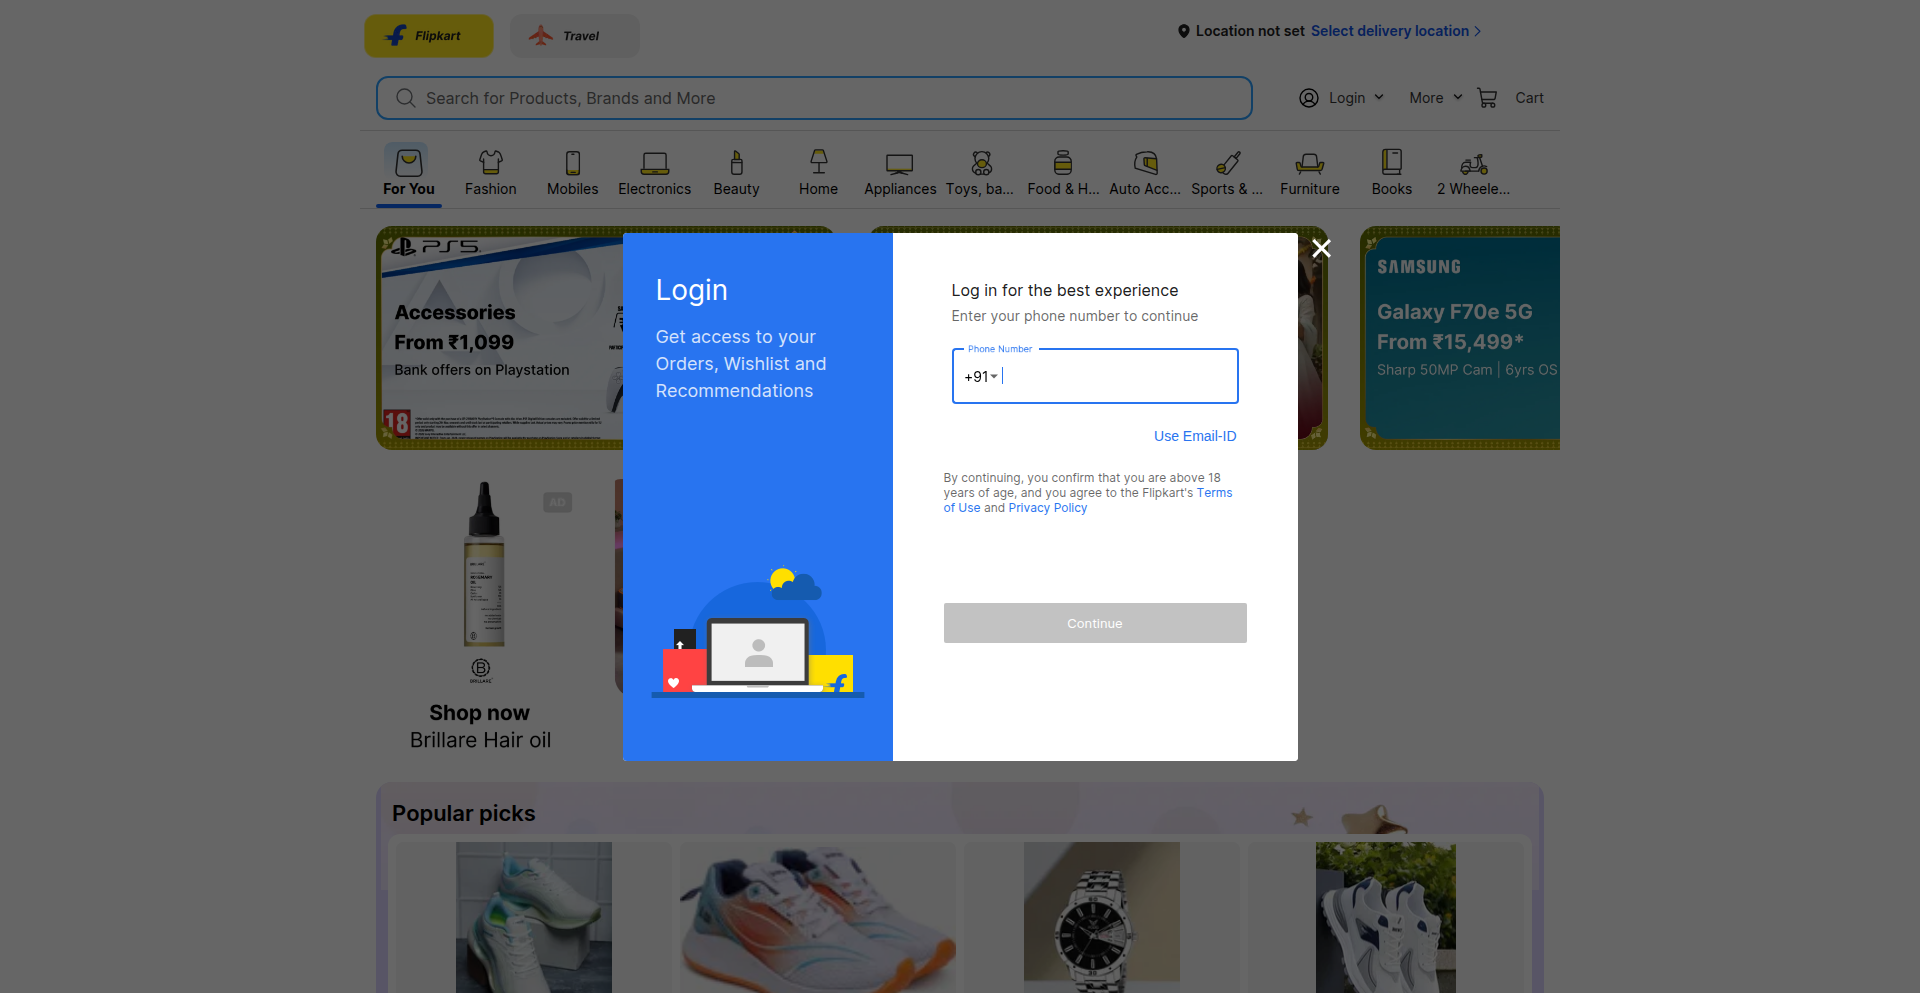 Flipkart
Travel
Location not set Select delivery location
Search for Products, Brands and More
Login
More
Cart
For You
Fashion
Mobiles
Electronics
Beauty
Home
Appliances
Toys, ba...
Food & H...
Auto Acc...
Sports & ...
Furniture
Books
2 Wheele...
PS5
Accessories
From ₹1,099
Bank offers on Playstation
18
SAMSUNG
Galaxy F70e 5G
From ₹15,499*
Sharp 50MP Cam | 6yrs OS
Login
Get access to your
Orders, Wishlist and
Recommendations
Log in for the best experience
Enter your phone number to continue
Phone Number
+91
Use Email-ID
By continuing, you confirm that you are above 18
years of age, and you agree to the Flipkart's Terms
of Use and Privacy Policy
Continue
AD
BRILLARE
Shop now
Brillare Hair oil
Popular picks